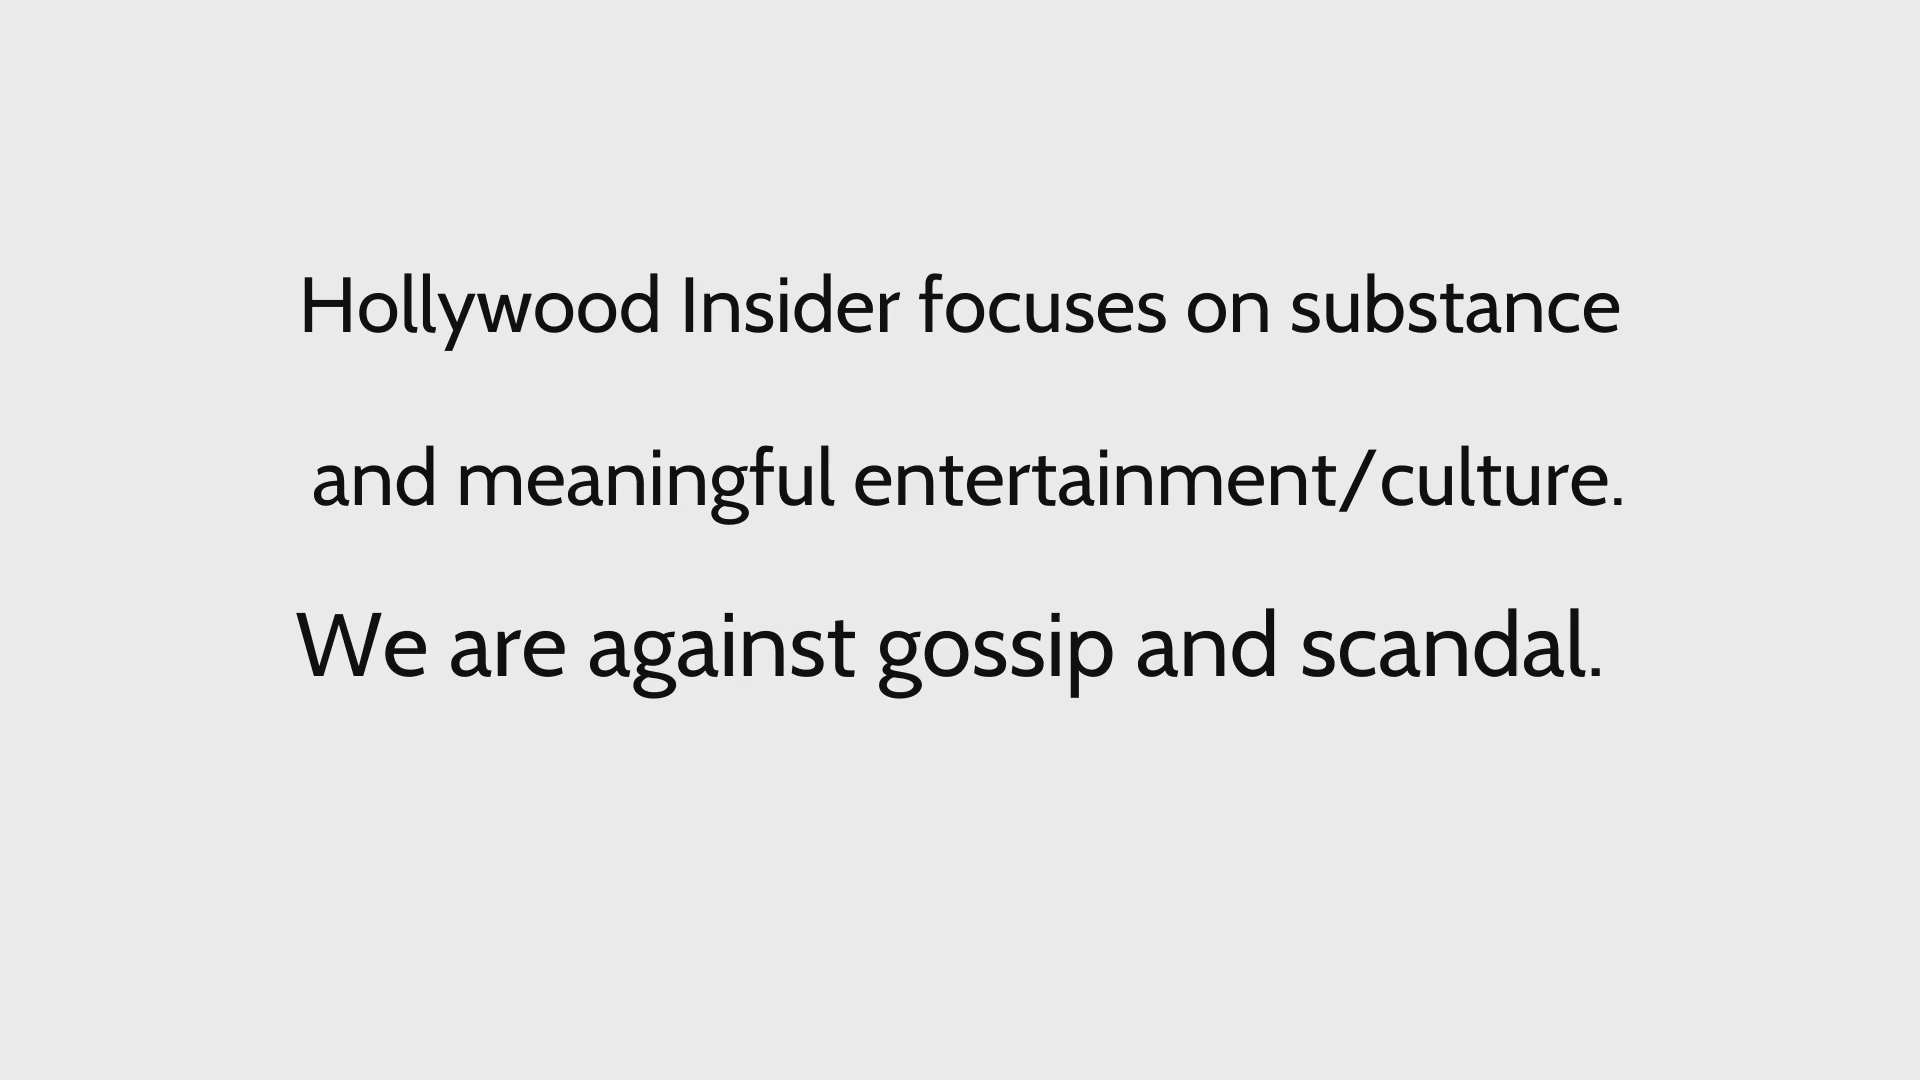 Hollywood Insider focuses on substance
and meaningful entertainment/culture.
We are against gossip and scandal.